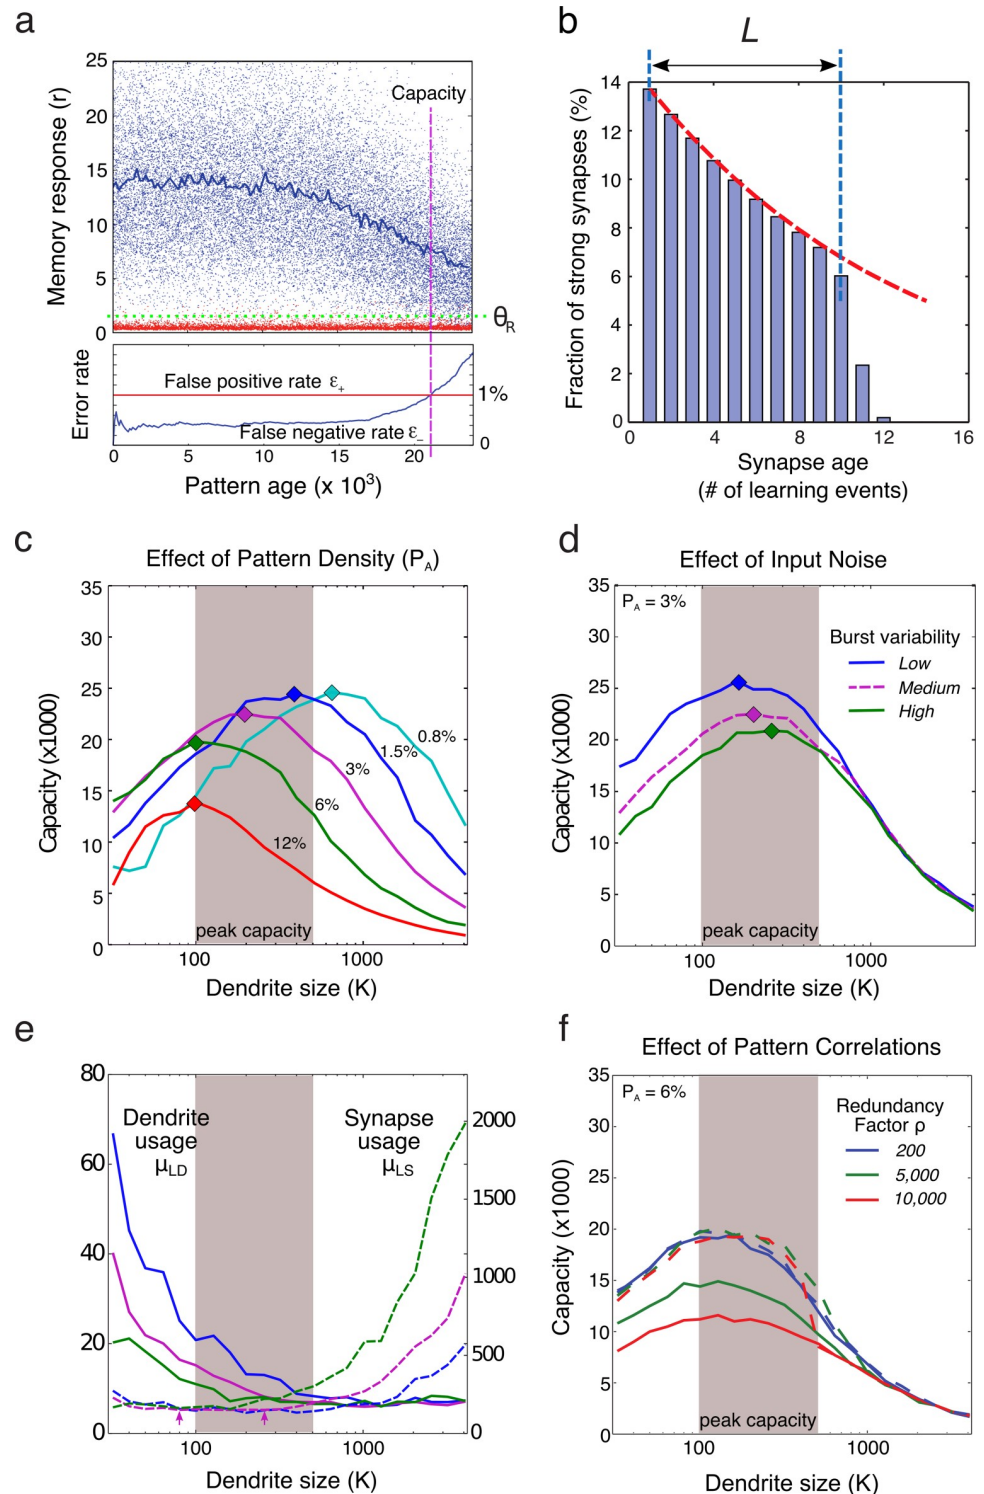 a
25
20
15
10
5
0
Memory response (r)
Capacity
θR
Error rate
False positive rate ε+
1%
False negative rate ε−
0
0
5
10
15
20
Pattern age (x 10³)
b
L
14
12
10
8
6
4
2
0
Fraction of strong synapses (%)
0
4
8
12
16
Synapse age
(# of learning events)
c
Effect of Pattern Density (PA)
35
30
25
20
15
10
5
0
Capacity (x1000)
0.8%
1.5%
3%
6%
12%
peak capacity
100
1000
Dendrite size (K)
d
Effect of Input Noise
PA = 3%
35
30
25
20
15
10
5
0
Capacity (x1000)
Burst variability
Low
Medium
High
peak capacity
100
1000
Dendrite size (K)
e
80
60
40
20
0
Dendrite
usage
μLD
Synapse
usage
μLS
2000
1500
1000
500
0
100
1000
Dendrite size (K)
f
Effect of Pattern Correlations
PA = 6%
35
30
25
20
15
10
5
0
Capacity (x1000)
Redundancy
Factor ρ
200
5,000
10,000
peak capacity
100
1000
Dendrite size (K)